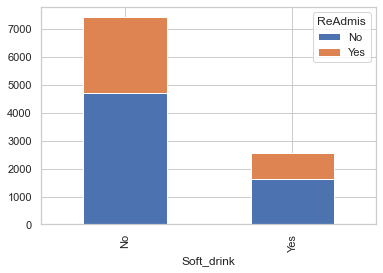 ReAdmis
No
Yes
7000
6000
5000
4000
3000
2000
1000
0
No
Yes
Soft_drink